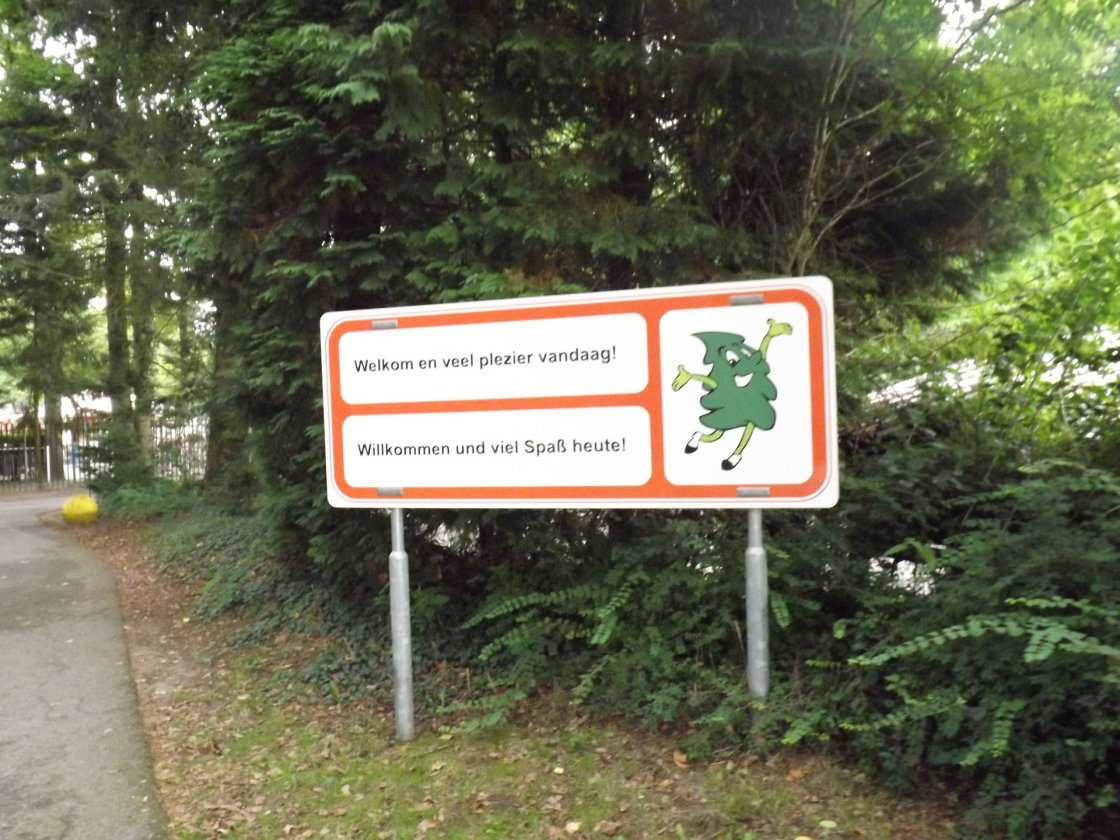 Welkom en veel plezier vandaag!
Willkommen und viel Spaß heute!